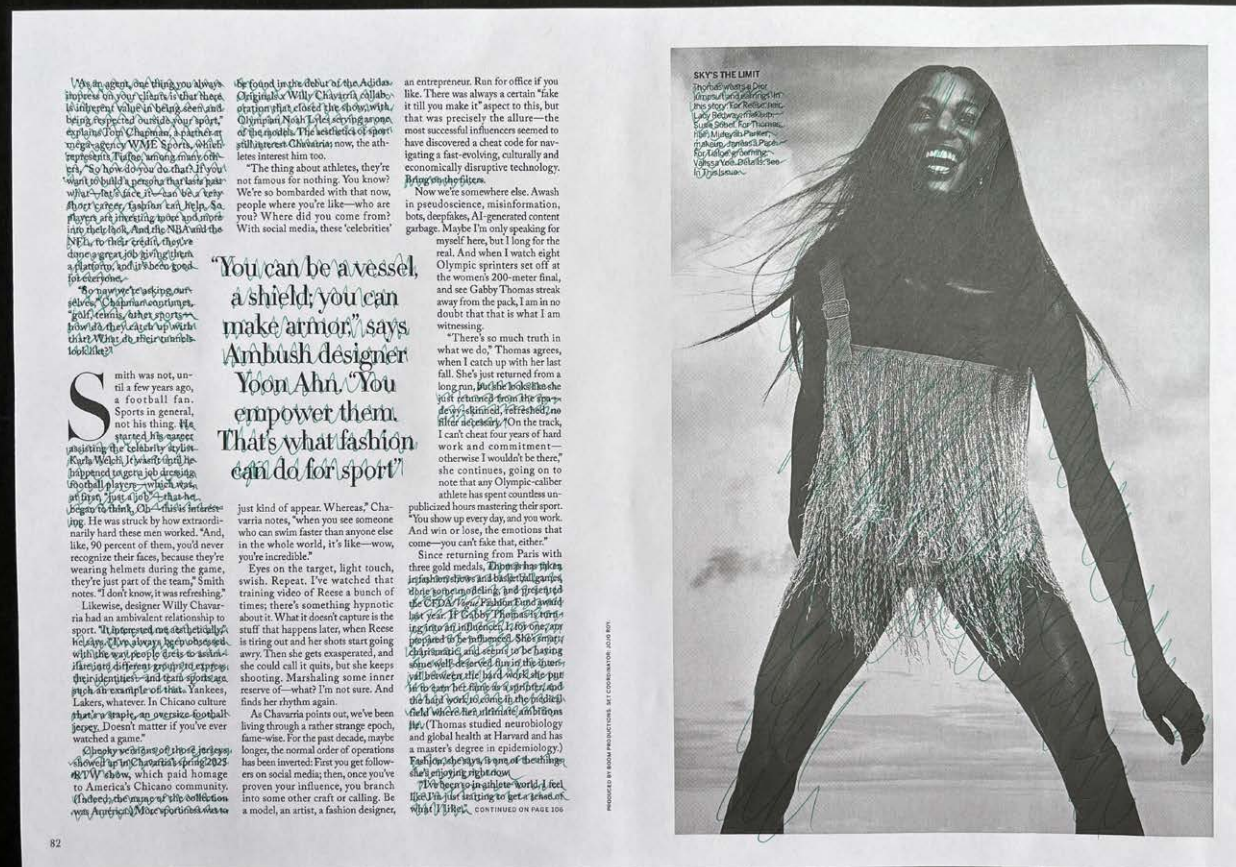 "As an agent, one thing you always
impress on your clients is that there
is inherent value in being seen and
being respected outside your sport,"
explains Tom Chapman, a partner at
mega-agency WME Sports, which
represents Tiafoe, among many oth-
ers, "So how do you do that? If you
want to build a persona that lasts past
what—let's face it—can be a very
short career, fashion can help. So
players are investing more and more
into their look. And the NBA and the
NFL, to their credit, they've
done a great job giving them
a platform, and it's been good
for everyone.
"So now we're asking our-
selves," Chapman continues,
"golf, tennis, other sports—
how do they catch up with
that? What do their tunnels
look like?"
Smith was not, un-
til a few years ago,
a football fan.
Sports in general,
not his thing. He
started his career
assisting the celebrity stylist
Karla Welch. It wasn't until he
happened to get a job dressing
football players—which was,
at first, "just a job"—that he
began to think, Oh—this is interest-
ing. He was struck by how extraordi-
narily hard these men worked. "And,
like, 90 percent of them, you'd never
recognize their faces, because they're
wearing helmets during the game,
they're just part of the team," Smith
notes. "I don't know, it was refreshing."
Likewise, designer Willy Chavar-
ria had an ambivalent relationship to
sport. "It interested me aesthetically,"
he says. "I've always been obsessed
with the way people dress to assim-
ilate into different groups to express
their identities—and team sports are
such an example of that. Yankees,
Lakers, whatever. In Chicano culture
that's a staple, an oversize football
jersey. Doesn't matter if you've ever
watched a game."
Chunky versions of those jerseys
showed up in Chavarria's spring 2025
RTW show, which paid homage
to America's Chicano community.
(Indeed, the name of the collection
was América.) More sportiness was to
be found in the debut of the Adidas
Originals x Willy Chavarria collabo-
oration that closed the show, with
Olympian Noah Lyles serving as one
of the models. The aesthetics of sport
still interest Chavarria; now, the ath-
letes interest him too.
The thing about athletes, they're
not famous for nothing. You know?
We're so bombarded with that now,
people where you're like—who are
you? Where did you come from?
With social media, these 'celebrities'
"You can be a vessel,
a shield; you can
make armor," says
Ambush designer
Yoon Ahn. "You
empower them.
That's what fashion
can do for sport"
just kind of appear. Whereas," Cha-
varria notes, "when you see someone
who can swim faster than anyone else
in the whole world, it's like—wow,
you're incredible."
Eyes on the target, light touch,
swish. Repeat. I've watched that
training video of Reese a bunch of
times; there's something hypnotic
about it. What it doesn't capture is the
stuff that happens later, when Reese
is tiring out and her shots start going
awry. Then she gets exasperated, and
she could call it quits, but she keeps
shooting. Marshaling some inner
reserve of—what? I'm not sure. And
finds her rhythm again.
As Chavarria points out, we've been
living through a rather strange epoch,
fame-wise. For the past decade, maybe
longer, the normal order of operations
has been inverted: First you get follow-
ers on social media; then, once you've
proven your influence, you branch
into some other craft or calling. Be
a model, an artist, a fashion designer,
an entrepreneur. Run for office if you
like. There was always a certain "fake
it till you make it" aspect to this, but
that was precisely the allure—the
most successful influencers seemed to
have discovered a cheat code for nav-
igating a fast-evolving, culturally and
economically disruptive technology.
Bring on the filters.
Now we're somewhere else. Awash
in pseudoscience, misinformation,
bots, deepfakes, AI-generated content
garbage. Maybe I'm only speaking for
myself here, but I long for the
real. And when I watch eight
Olympic sprinters set off at
the women's 200-meter final,
and see Gabby Thomas streak
away from the pack, I am in no
doubt that that is what I am
witnessing.
"There's so much truth in
what we do," Thomas agrees,
when I catch up with her last
fall. She's just returned from a
long run, but she looks like she
just returned from the spa—
dewy-skinned, refreshed, no
filter necessary. "On the track,
I can't cheat four years of hard
work and commitment—
otherwise I wouldn't be there,"
she continues, going on to
note that any Olympic-caliber
athlete has spent countless un-
publicized hours mastering their sport.
"You show up every day, and you work.
And win or lose, the emotions that
come—you can't fake that, either."
Since returning from Paris with
three gold medals, Thomas has taken
in fashion shows and basketball games,
done some modeling, and presented
the CFDA/Vogue Fashion Fund award
last year. If Gabby Thomas is turn-
ing into an influencer, I, for one, am
prepared to be influenced. She's smart,
charismatic, and seems to be having
some well-deserved fun in the inter-
val between the hard work she put
in to earn her fame as a sprinter, and
the hard work to come in the medical
field where her ultimate ambitions
lie. (Thomas studied neurobiology
and global health at Harvard and has
a master's degree in epidemiology.)
Fashion, she says, is one of the things
she's enjoying right now.
"I've been so in athlete world, I feel
like I'm just starting to get a sense of
what I like. CONTINUED ON PAGE 106
82
PRODUCED BY BOOM PRODUCTIONS. SET COORDINATOR: JOJO ROY.
SKY'S THE LIMIT
Thomas wears a Dior
jumpsuit and earrings. In
this story: For Reese: hair,
Lacy Redway; makeup,
Susie Sobol. For Thomas:
hair, Mideyah Parker;
makeup, Jamaes A. Pape.
For Tiafoe: grooming,
Vanissa Yoo. Details, see
In This Issue.